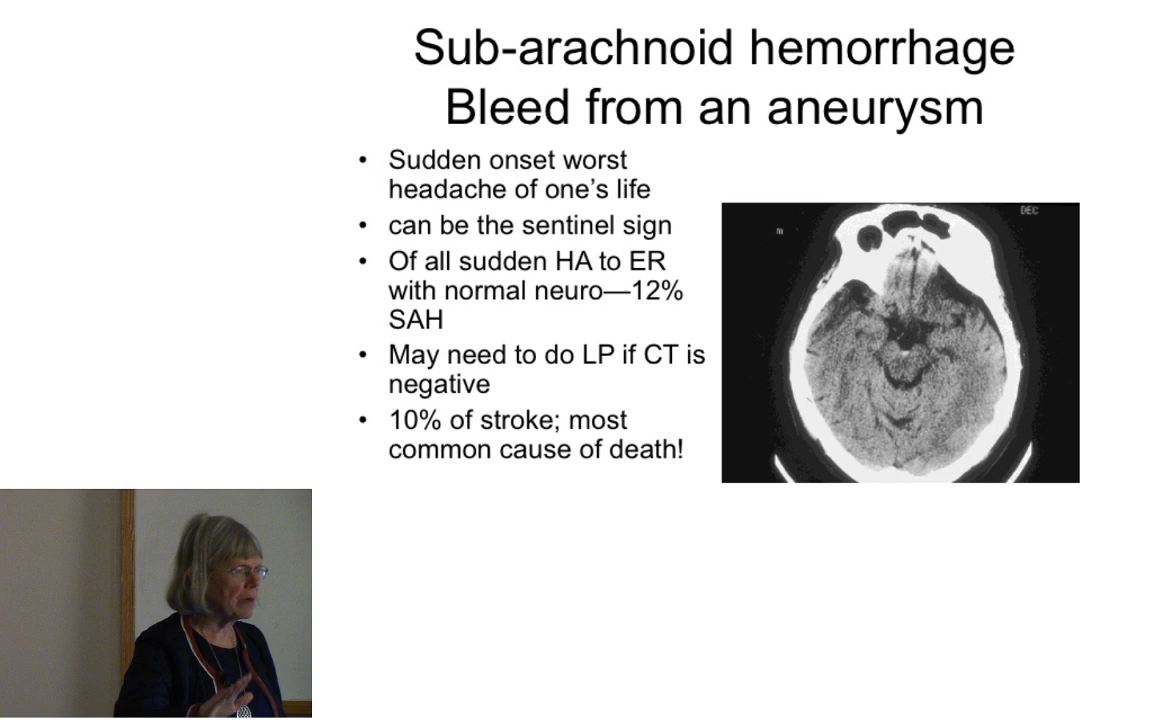 Sub-arachnoid hemorrhage
Bleed from an aneurysm
• Sudden onset worst
headache of one’s life
• can be the sentinel sign
• Of all sudden HA to ER
with normal neuro—12%
SAH
• May need to do LP if CT is
negative
• 10% of stroke; most
common cause of death!
DEC